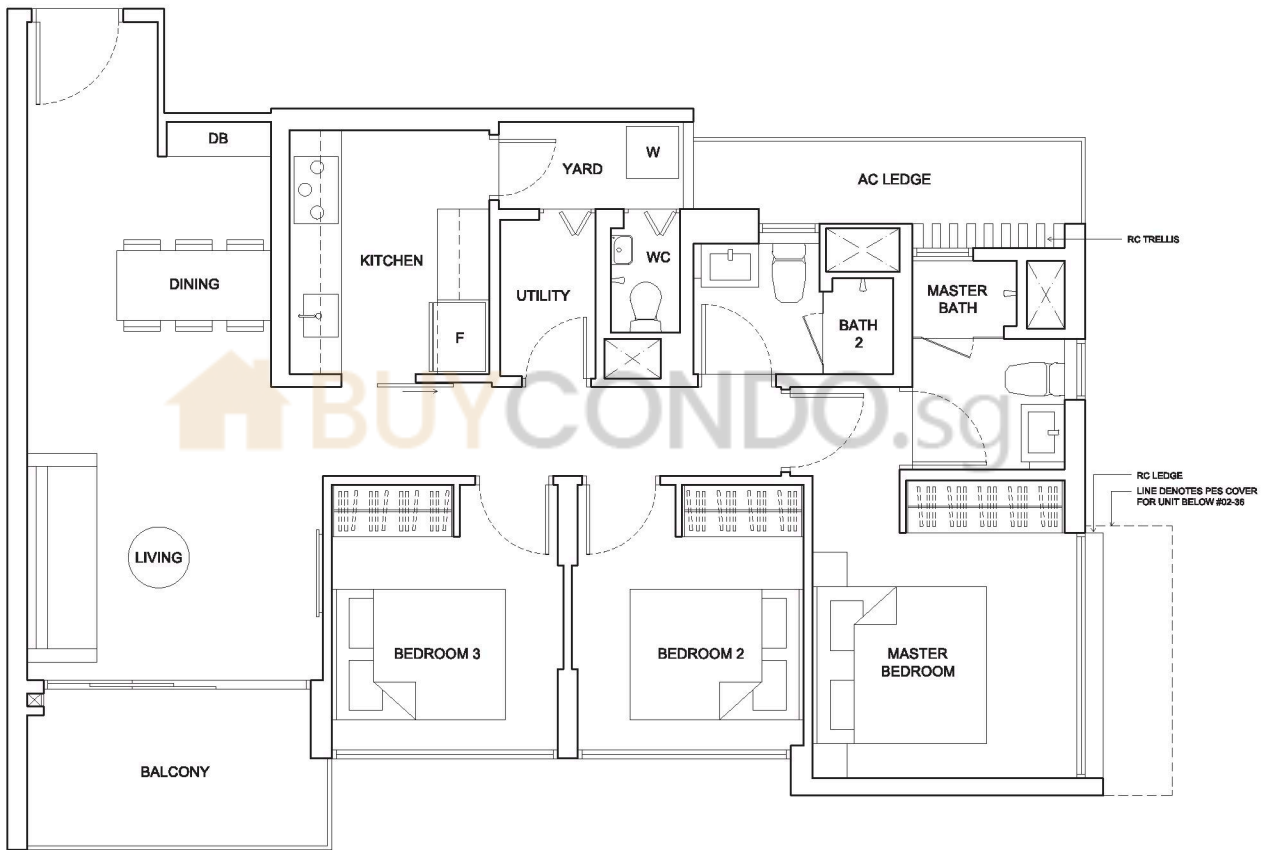 DB
W
YARD
AC LEDGE
RC TRELLIS
KITCHEN
WC
DINING
UTILITY
MASTER
BATH
BATH
2
F
BUYCONDO.sg
RC LEDGE
LINE DENOTES PES COVER
FOR UNIT BELOW #02-36
LIVING
BEDROOM 3
BEDROOM 2
MASTER
BEDROOM
BALCONY